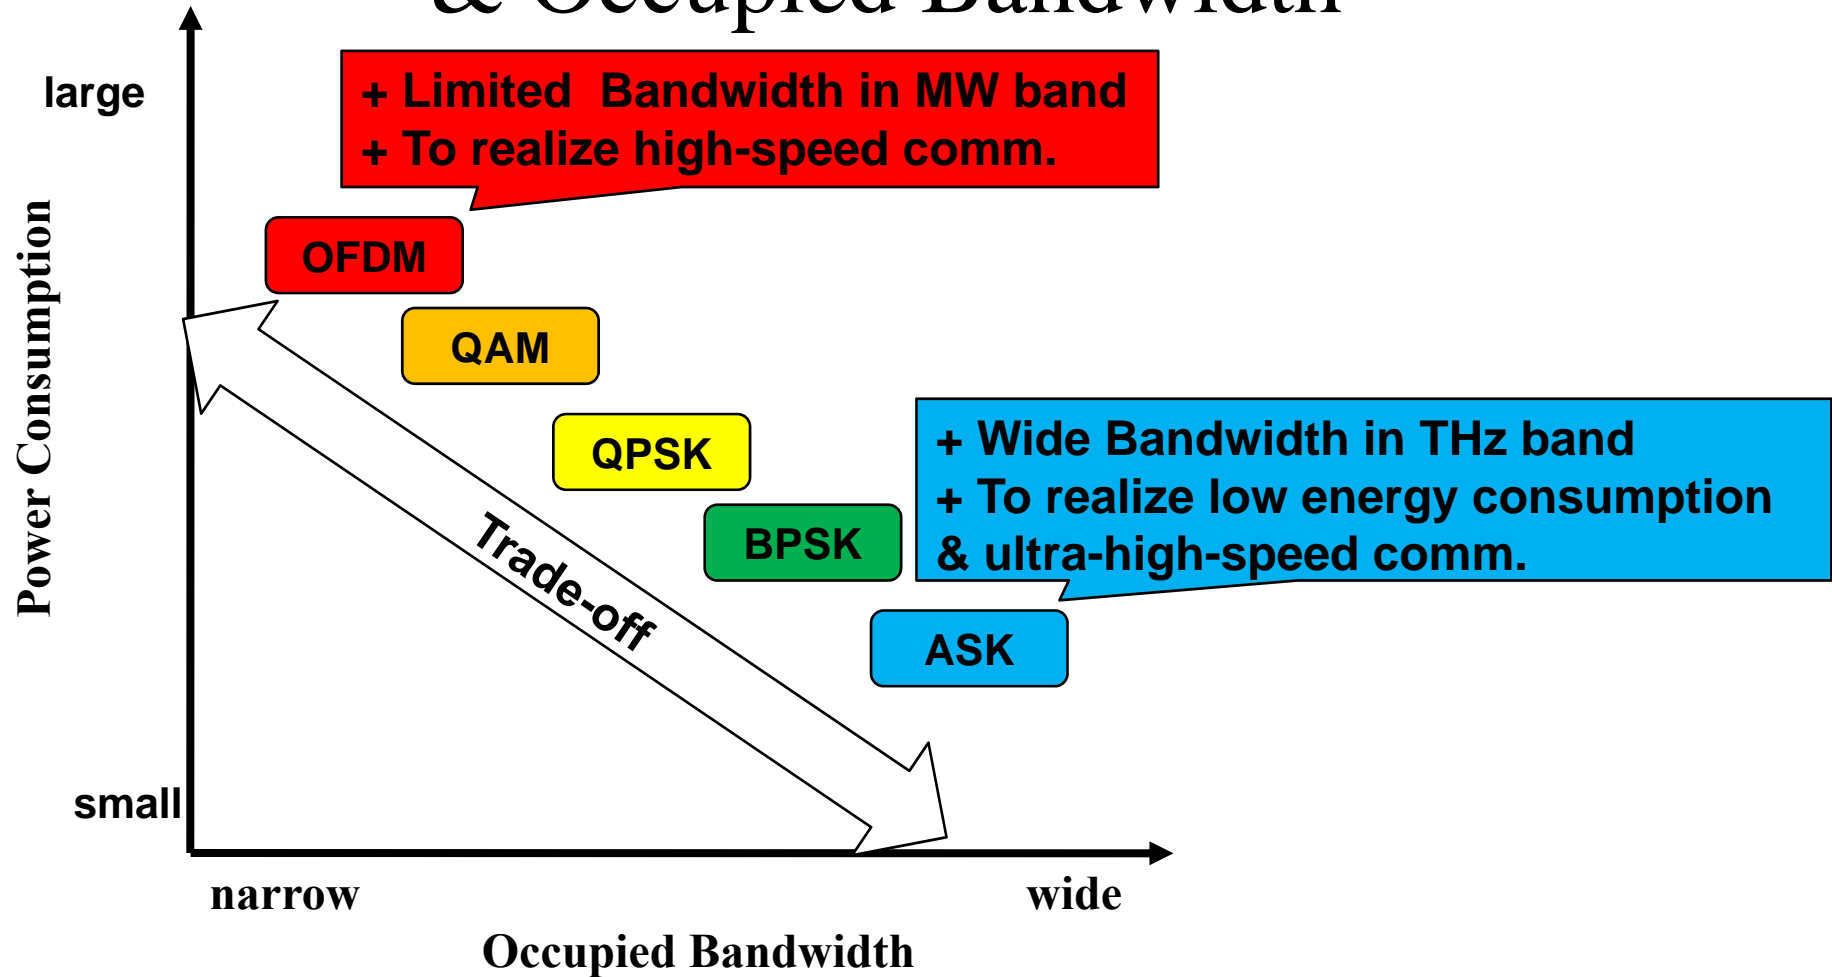 & Occupied Bandwidth
large
+ Limited Bandwidth in MW band
+ To realize high-speed comm.
Power Consumption
OFDM
QAM
QPSK
+ Wide Bandwidth in THz band
+ To realize low energy consumption
& ultra-high-speed comm.
BPSK
Trade-off
ASK
small
narrow
wide
Occupied Bandwidth